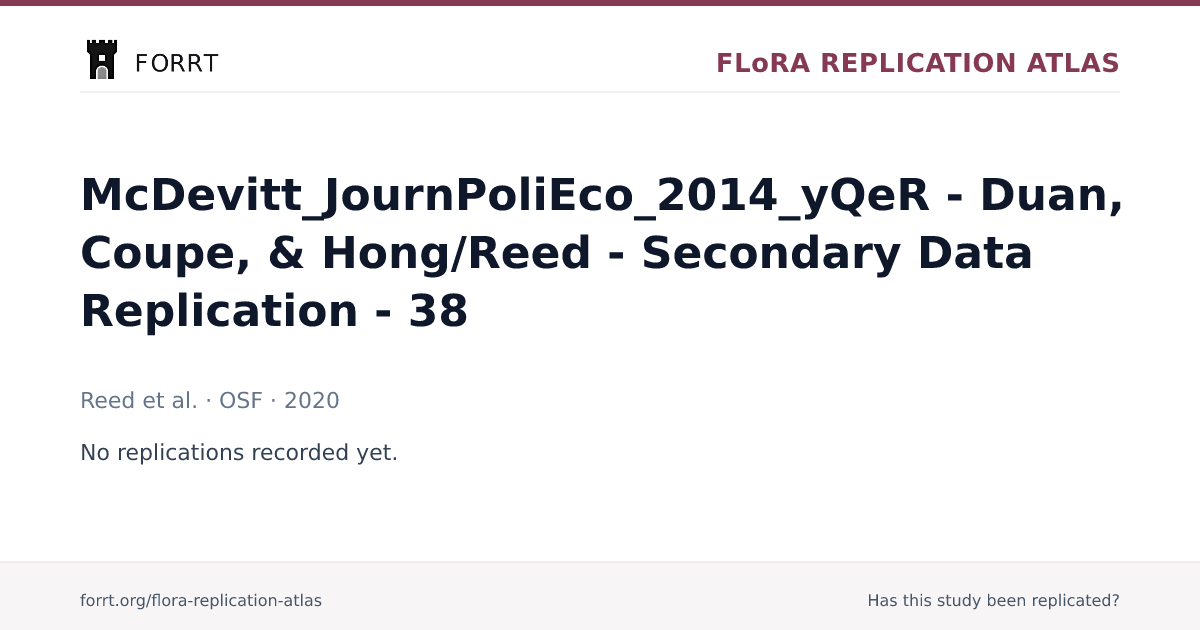 FORRT
FLoRA REPLICATION ATLAS
McDevitt_JournPoliEco_2014_yQeR - Duan,
Coupe, & Hong/Reed - Secondary Data
Replication - 38
Reed et al. · OSF · 2020
No replications recorded yet.
forrt.org/flora-replication-atlas
Has this study been replicated?